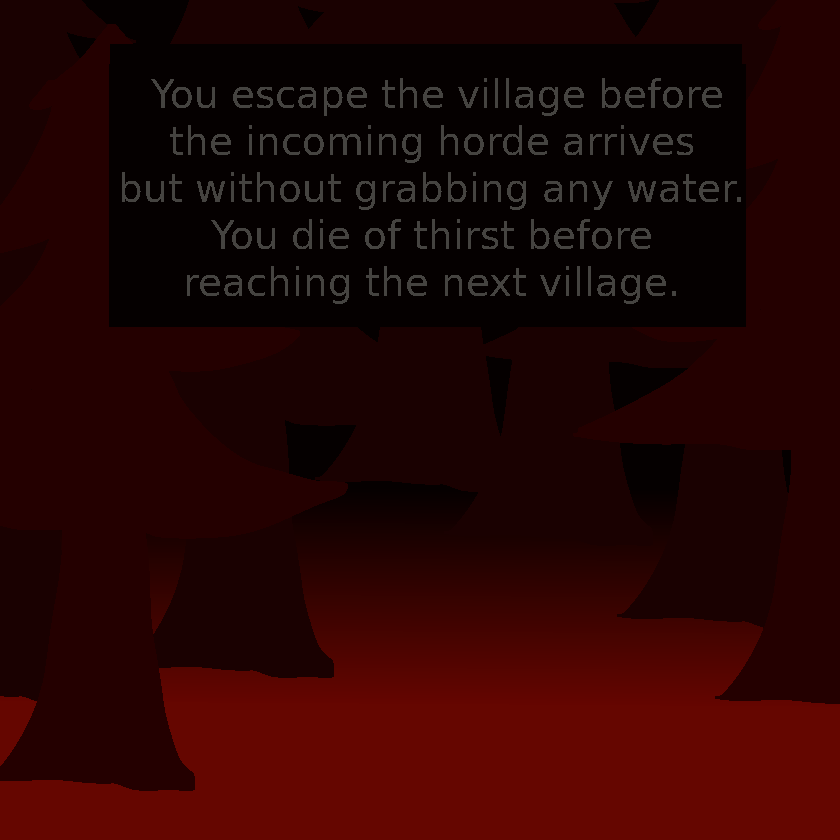 You escape the village before
the incoming horde arrives
but without grabbing any water.
You die of thirst before
reaching the next village.